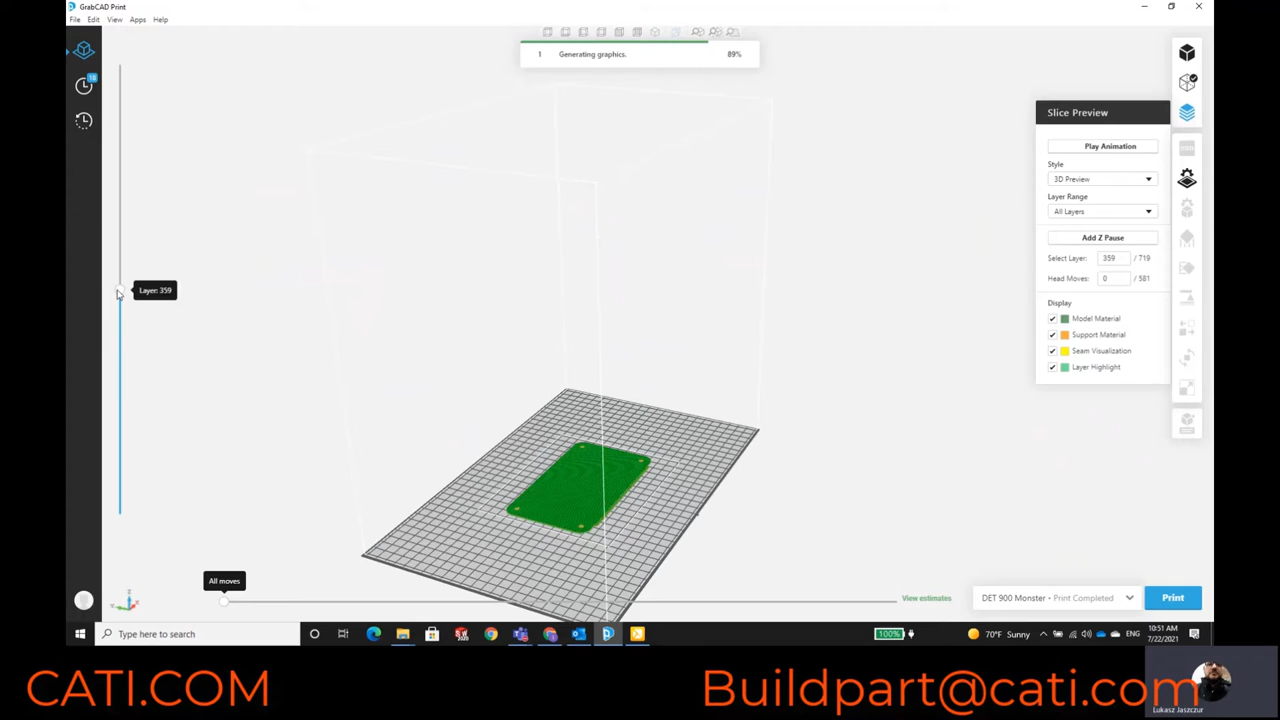 GrabCAD Print
File Edit View Apps Help
1 Generating graphics. 89%
18
Slice Preview
Play Animation
Style
3D Preview
Layer Range
All Layers
Add Z Pause
Select Layer: 359 / 719
Head Moves: 0 / 581
Display
Model Material
Support Material
Seam Visualization
Layer Highlight
Layer: 359
All moves
View estimates
DET 900 Monster • Print Completed
Print
Type here to search
100%
70°F Sunny
ENG
10:51 AM
7/22/2021
CATI.COM
Buildpart@cati.com
Lukasz Jaszczur